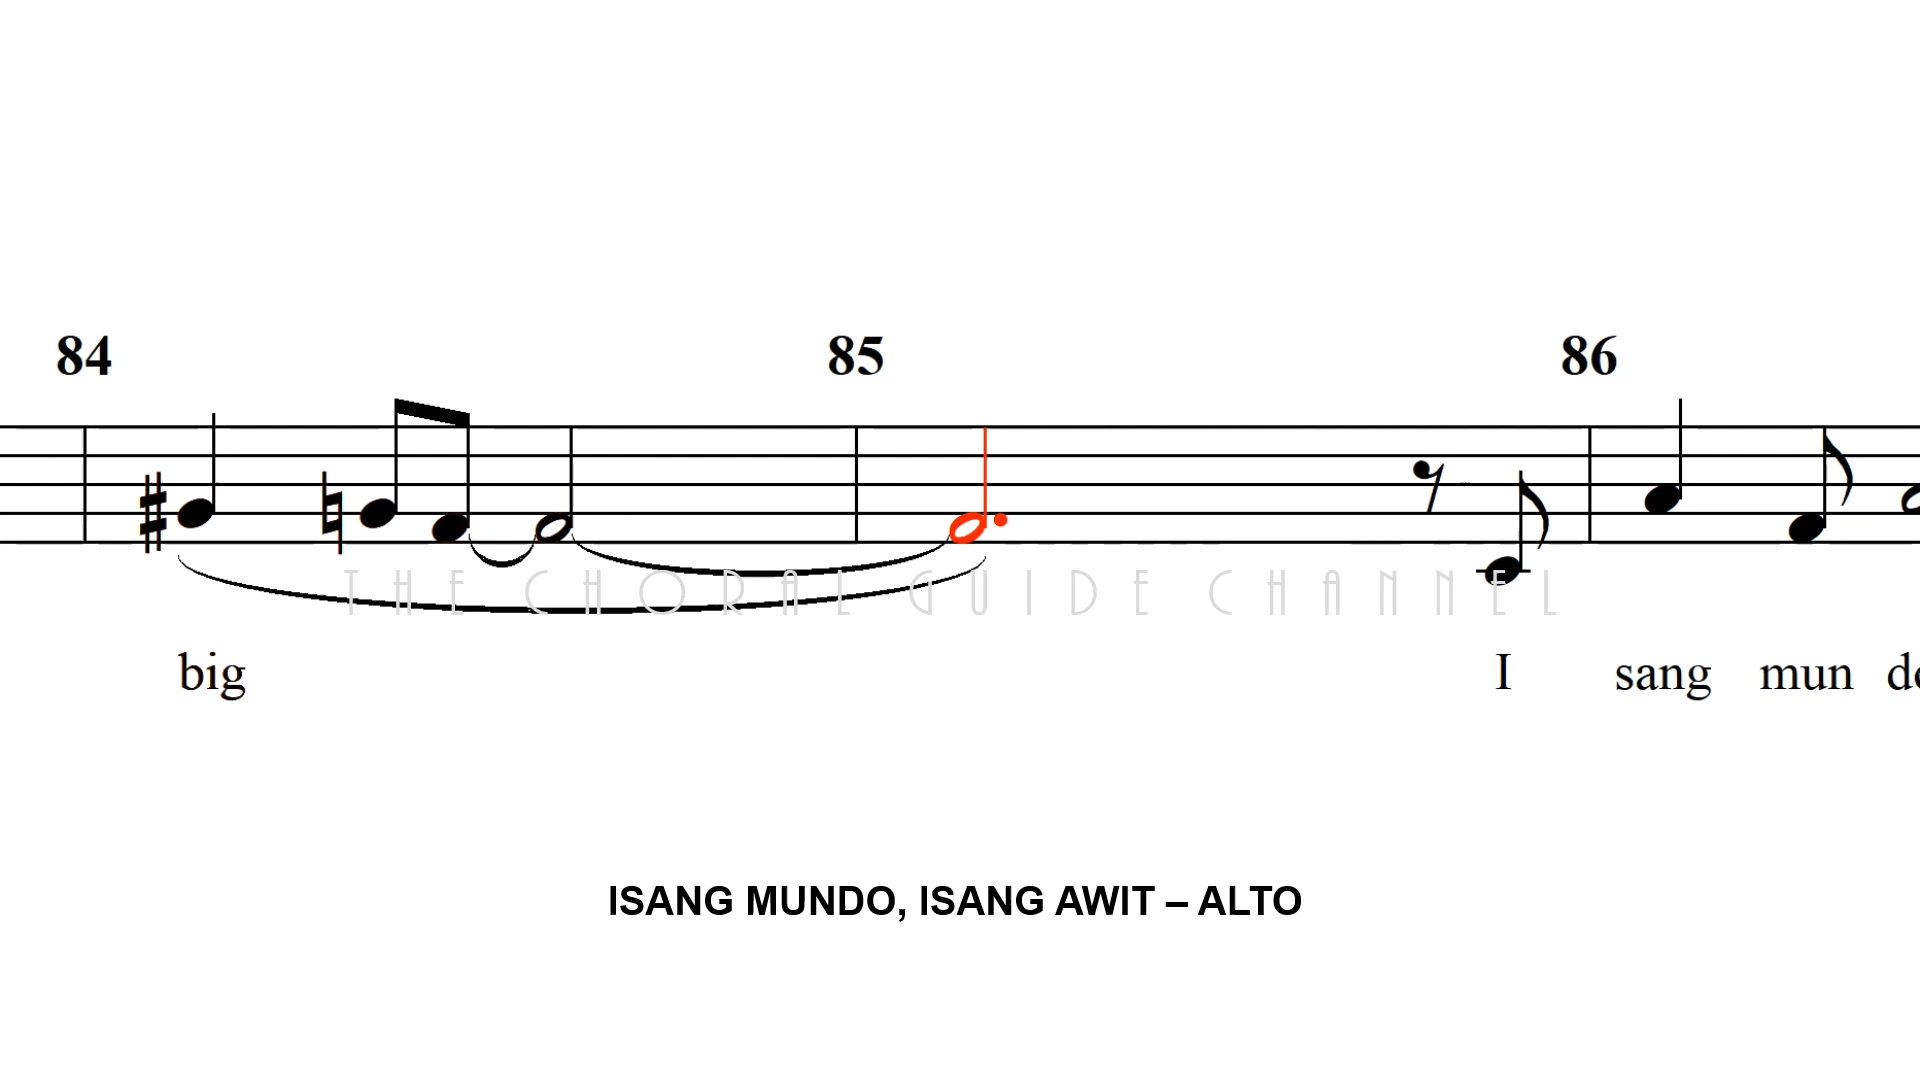 84 85 86
THE CHORAL GUIDE CHANNEL
big I sang mun
ISANG MUNDO, ISANG AWIT – ALTO